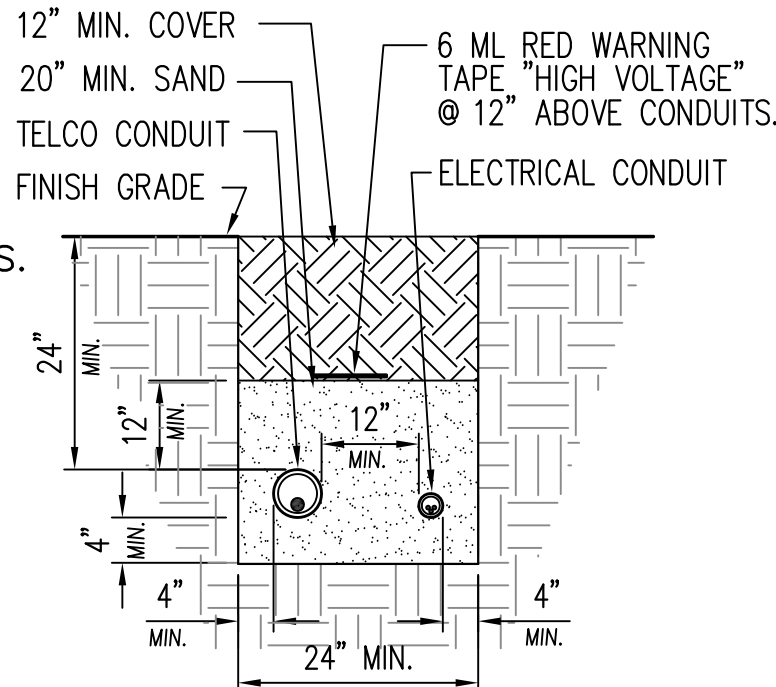 12” MIN. COVER
20” MIN. SAND
TELCO CONDUIT
FINISH GRADE
6 ML RED WARNING
TAPE "HIGH VOLTAGE"
@ 12” ABOVE CONDUITS.
ELECTRICAL CONDUIT
S.
24”
MIN.
12”
MIN.
12”
MIN.
4”
MIN.
4”
MIN.
4”
MIN.
24” MIN.